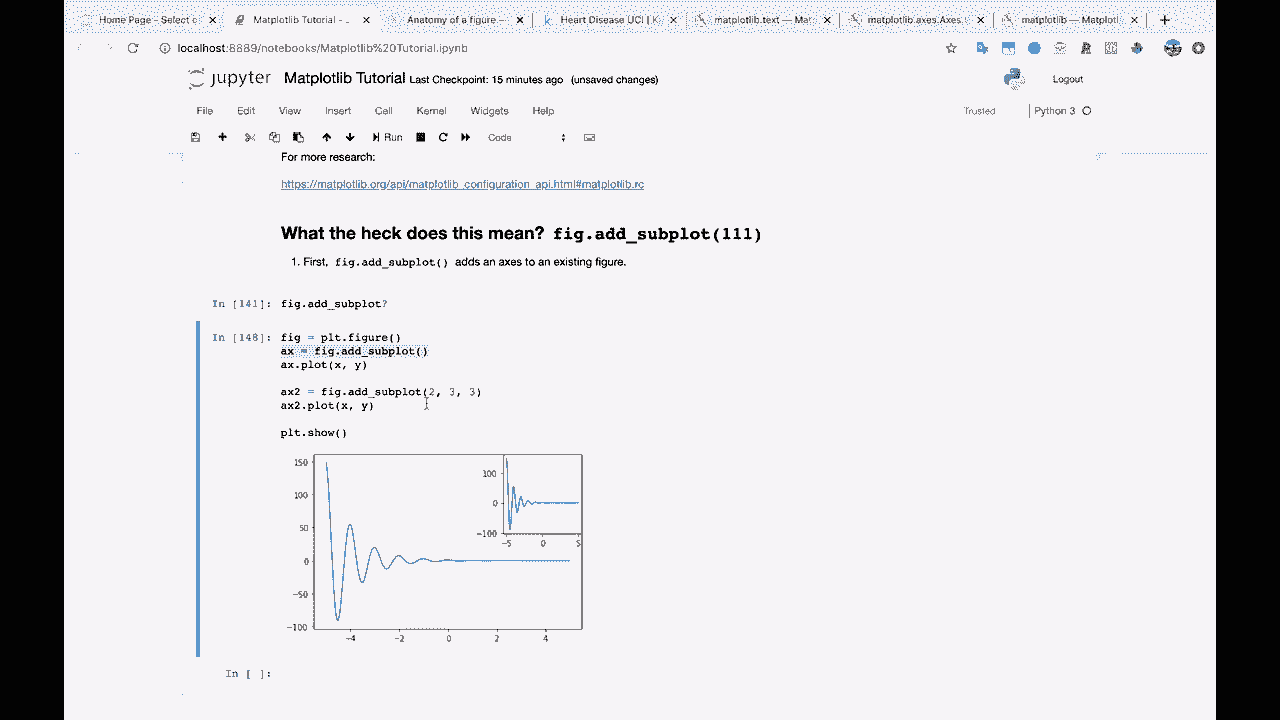 Home Page - Select o
Matplotlib Tutorial -
Anatomy of a figure
Heart Disease UCI | K
matplotlib.text — Mat
matplotlib.axes.Axes.
matplotlib — Matplotl
localhost:8889/notebooks/Matplotlib%20Tutorial.ipynb
jupyter Matplotlib Tutorial Last Checkpoint: 15 minutes ago (unsaved changes)
Logout
File Edit View Insert Cell Kernel Widgets Help
Trusted
Python 3
Run
Code
For more research:
https://matplotlib.org/api/matplotlib_configuration_api.html#matplotlib.rc
What the heck does this mean? fig.add_subplot(111)
1. First, fig.add_subplot() adds an axes to an existing figure.
In [141]: fig.add_subplot?
In [148]: fig = plt.figure()
ax = fig.add_subplot()
ax.plot(x, y)
ax2 = fig.add_subplot(2, 3, 3)
ax2.plot(x, y)
plt.show()
150
100
50
0
−50
−100
−4 −2 0 2 4
100
0
−100
−5 0 5
In [ ]: